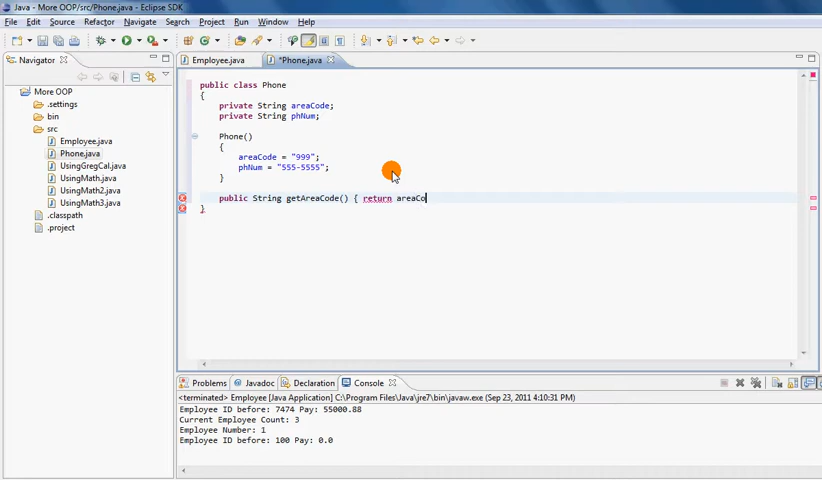 Java - More OOP/src/Phone.java - Eclipse SDK
File Edit Source Refactor Navigate Search Project Run Window Help
Navigator
Employee.java
*Phone.java
More OOP
.settings
bin
src
Employee.java
Phone.java
UsingGregCal.java
UsingMath.java
UsingMath2.java
UsingMath3.java
.classpath
.project
public class Phone
{
private String areaCode;
private String phNum;
Phone()
{
areaCode = "999";
phNum = "555-5555";
}
public String getAreaCode() { return areaCo
}
Problems Javadoc Declaration Console
<terminated> Employee [Java Application] C:\Program Files\Java\jre7\bin\javaw.exe (Sep 23, 2011 4:10:31 PM)
Employee ID before: 7474 Pay: 55000.88
Current Employee Count: 3
Employee Number: 1
Employee ID before: 100 Pay: 0.0